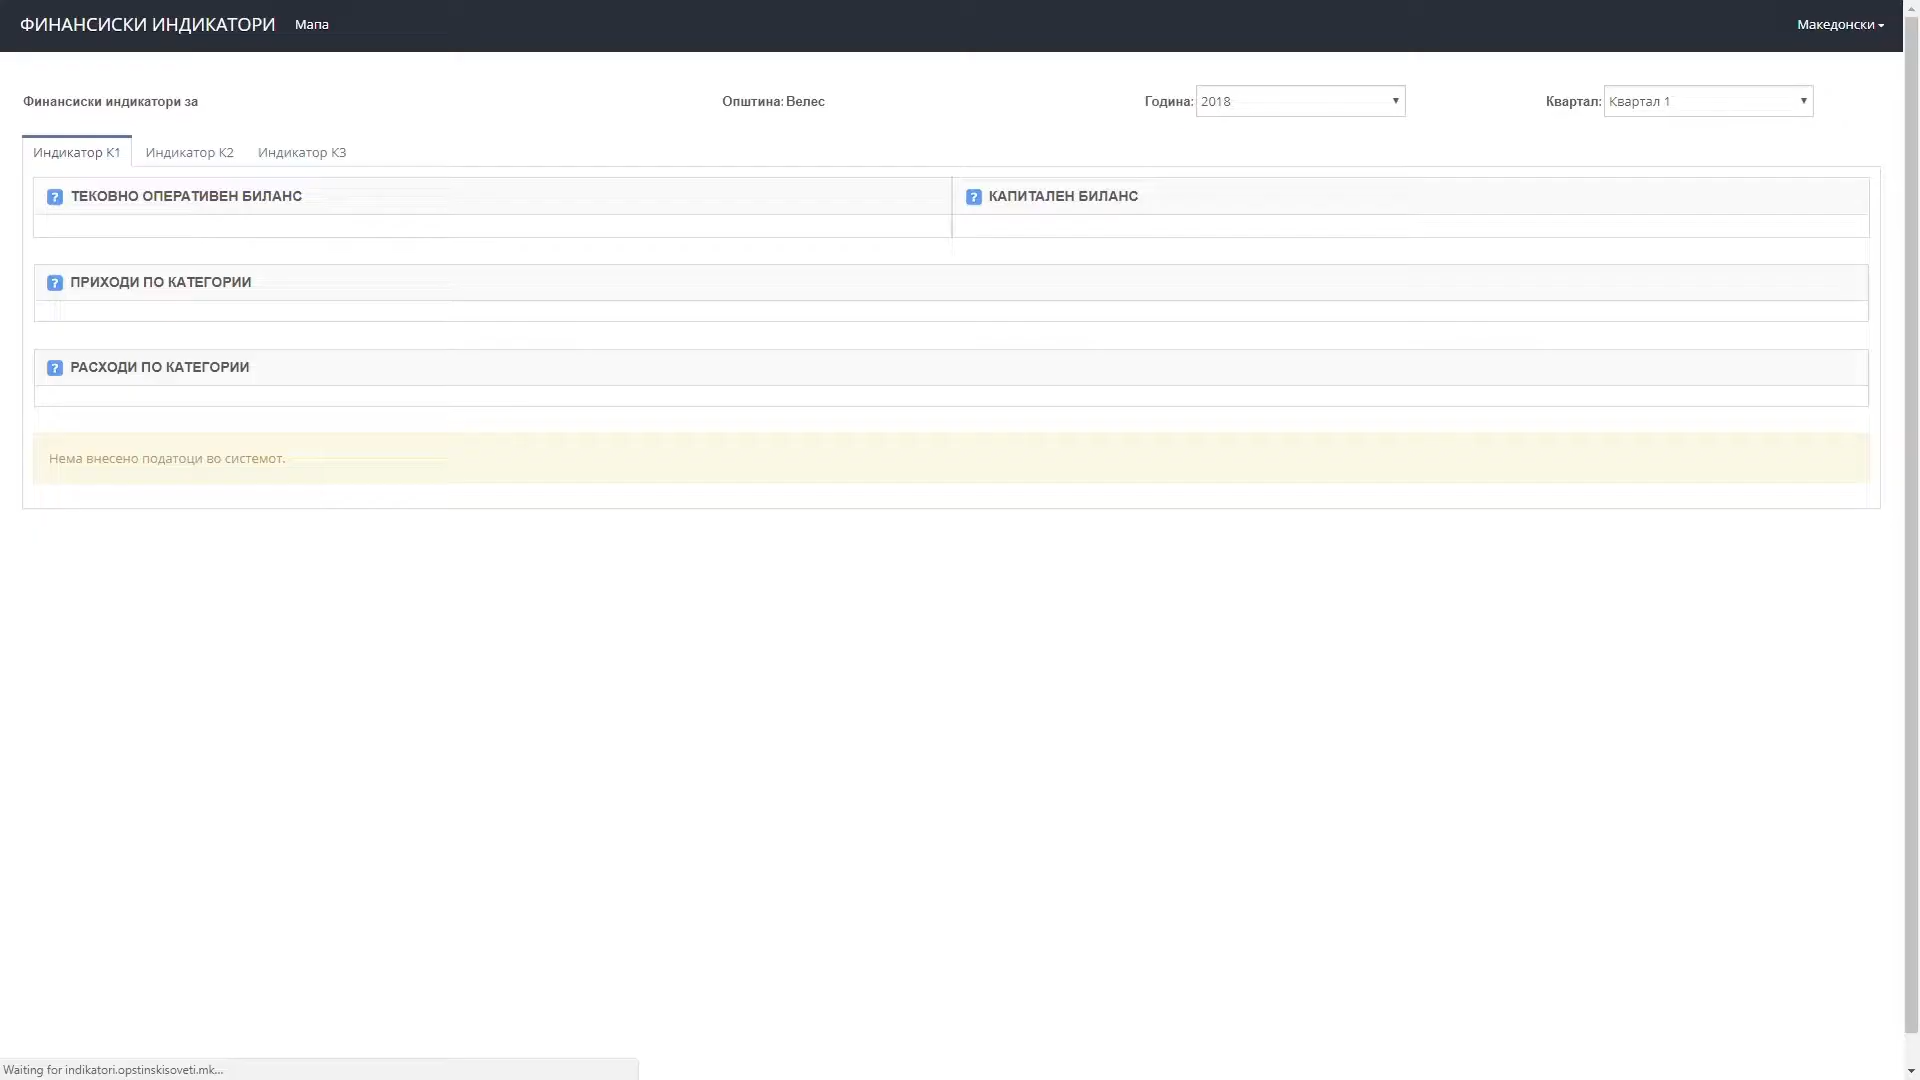 ФИНАНСИСКИ ИНДИКАТОРИ Мапа Македонски
Финансиски индикатори за Општина: Велес Година: 2018 Квартал: Квартал 1
Индикатор К1 Индикатор К2 Индикатор К3
ТЕКОВНО ОПЕРАТИВЕН БИЛАНС КАПИТАЛЕН БИЛАНС
ПРИХОДИ ПО КАТЕГОРИИ
РАСХОДИ ПО КАТЕГОРИИ
Нема внесено податоци во системот.
Waiting for indikatori.opstinskisoveti.mk...